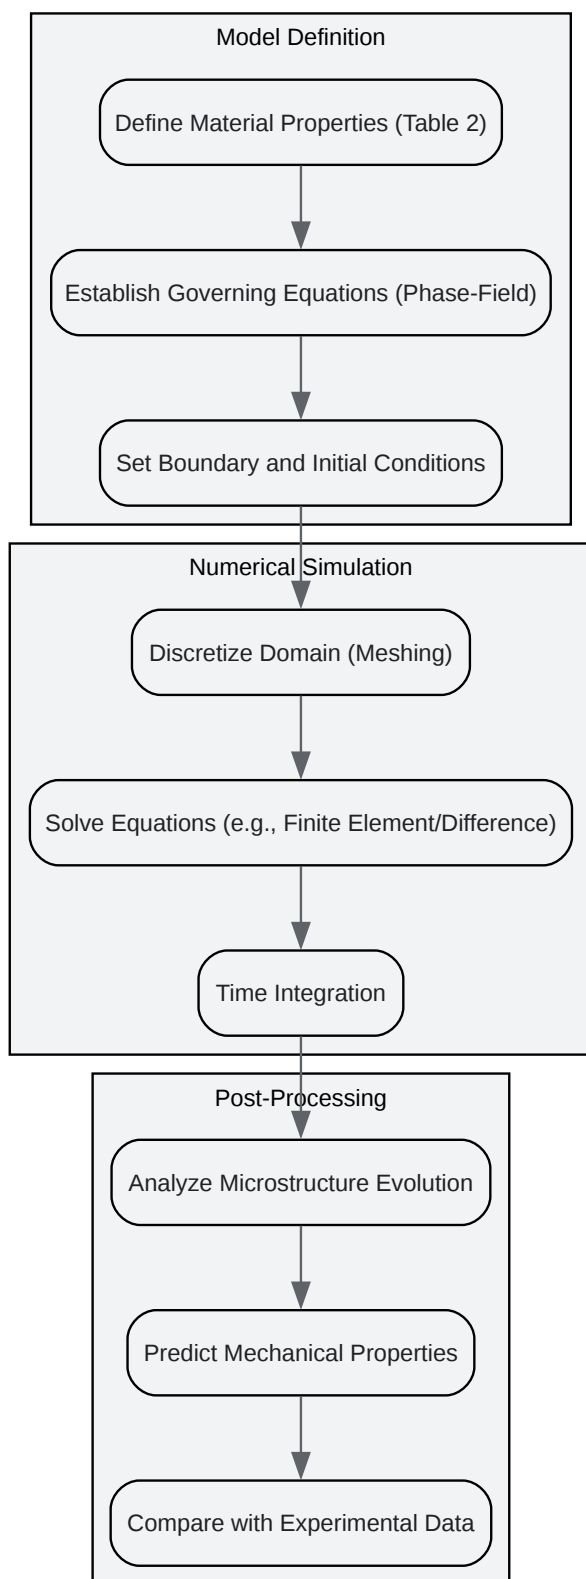 Model Definition
Define Material Properties (Table 2)
Establish Governing Equations (Phase-Field)
Set Boundary and Initial Conditions
Numerical Simulation
Discretize Domain (Meshing)
Solve Equations (e.g., Finite Element/Difference)
Time Integration
Post-Processing
Analyze Microstructure Evolution
Predict Mechanical Properties
Compare with Experimental Data